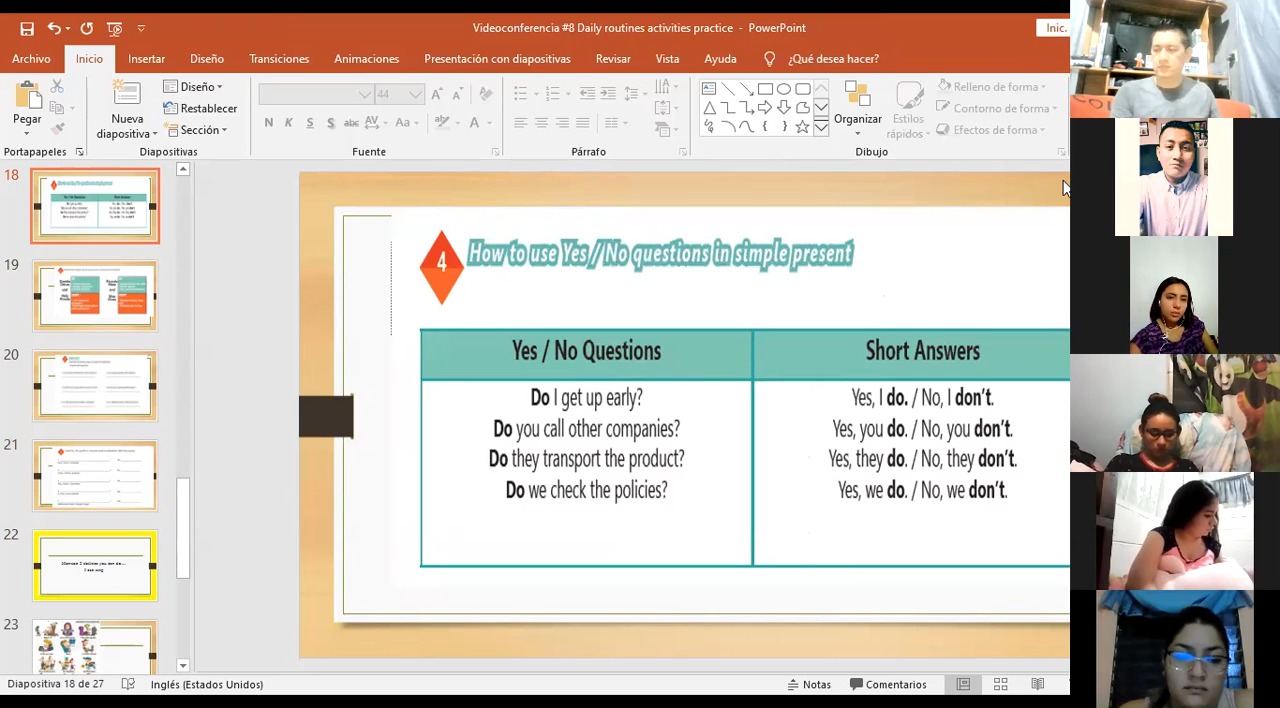 Videoconferencia #8 Daily routines activities practice - PowerPoint
Inic.
Archivo Inicio Insertar Diseño Transiciones Animaciones Presentación con diapositivas Revisar Vista Ayuda ¿Qué desea hacer?
Pegar
Nueva diapositiva
Diseño
Restablecer
Sección
44
N K S S abc AV Aa A
Organizar
Estilos rápidos
Relleno de forma
Contorno de forma
Efectos de forma
Portapapeles Diapositivas Fuente Párrafo Dibujo
18
19
20
21
22
23
4 How to use Yes / No questions in simple present
Yes / No Questions Short Answers
Do I get up early? Yes, I do. / No, I don't.
Do you call other companies? Yes, you do. / No, you don't.
Do they transport the product? Yes, they do. / No, they don't.
Do we check the policies? Yes, we do. / No, we don't.
Diapositiva 18 de 27 Inglés (Estados Unidos) Notas Comentarios